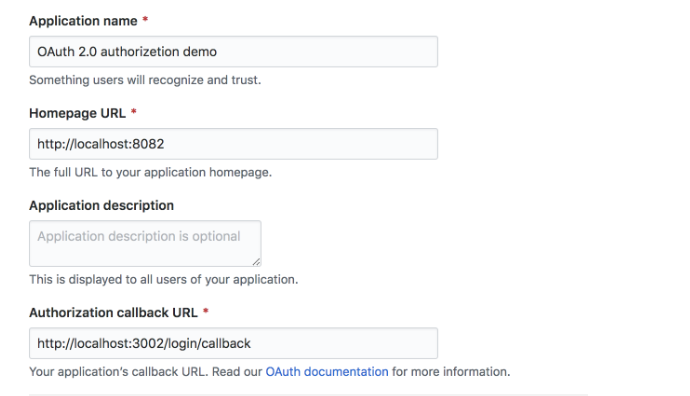 Application name *
OAuth 2.0 authorizetion demo
Something users will recognize and trust.
Homepage URL *
http://localhost:8082
The full URL to your application homepage.
Application description
Application description is optional
This is displayed to all users of your application.
Authorization callback URL *
http://localhost:3002/login/callback
Your application's callback URL. Read our OAuth documentation for more information.